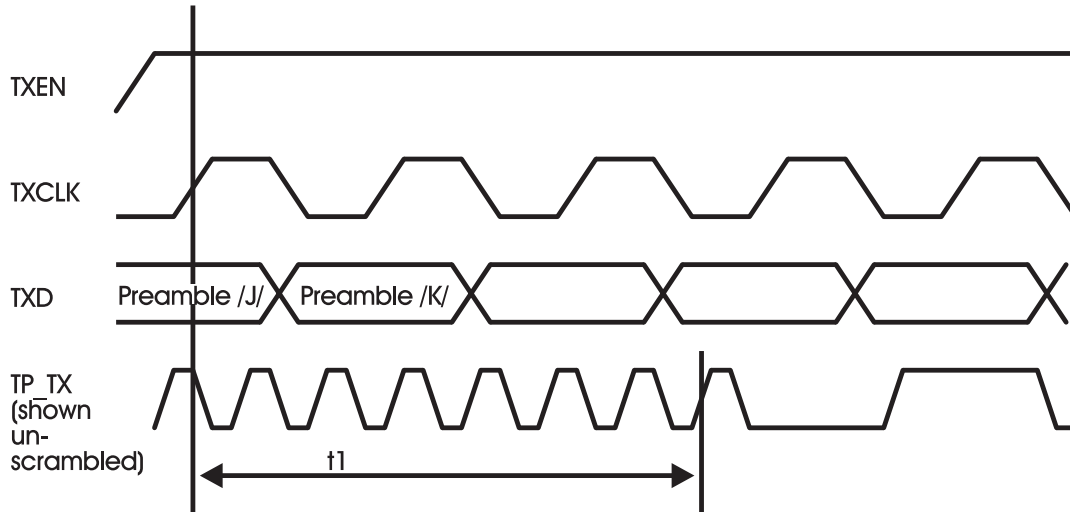 TXEN
TXCLK
TXD
Preamble /J/
Preamble /K/
TP_TX
(shown
un-
scrambled)
t1